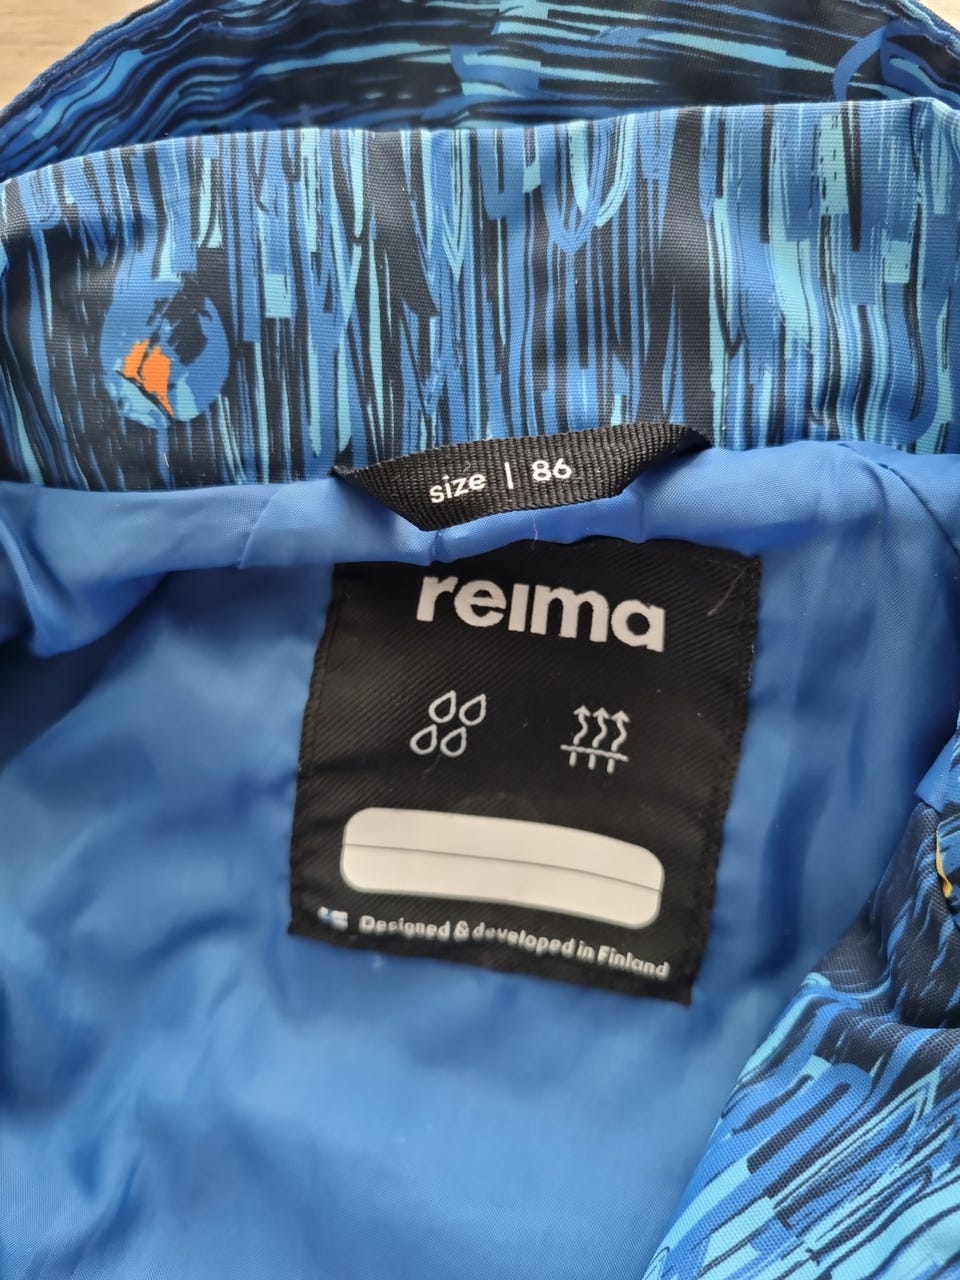 size | 86
reima
Designed & developed in Finland